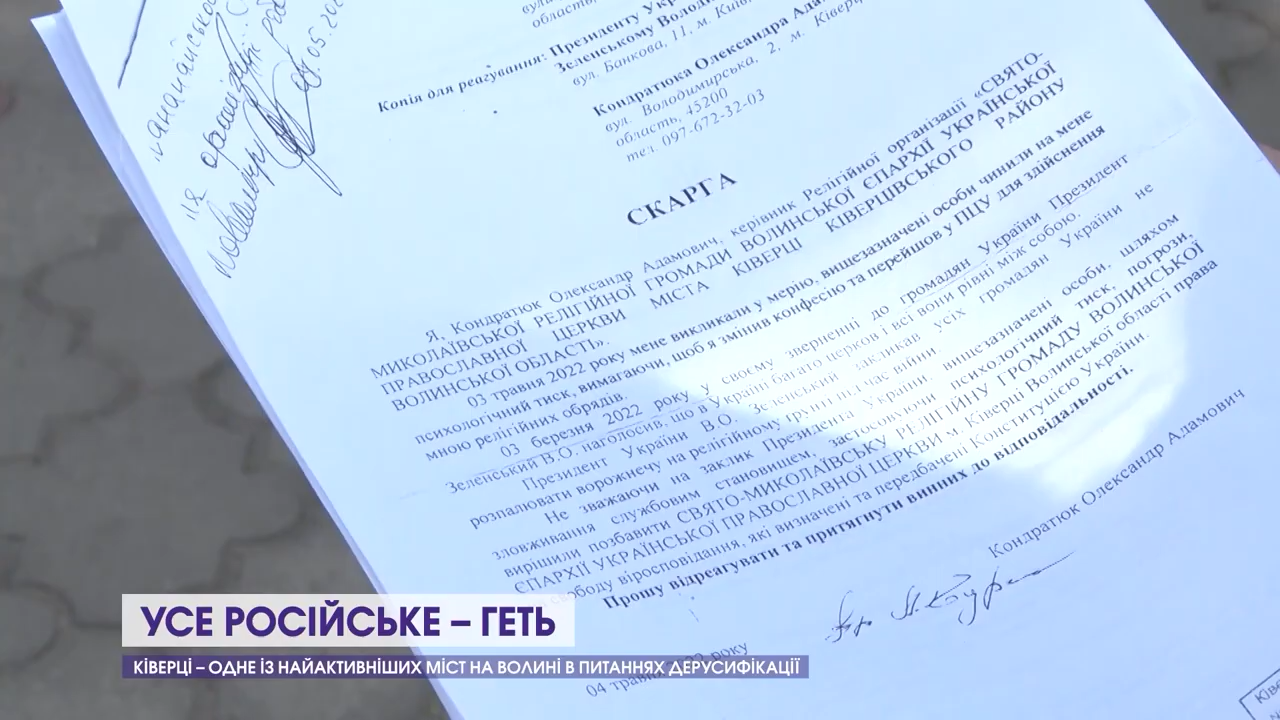 вул
область,
Копія для реагування: Президенту Ук
Зеленському Воло
вул. Банкова, 11, м. Київ
Кондратюка Олександра Ада
вул. Володимирська, 2, м. Ківерці
область, 45200
тел. 097-672-32-03
СКАРГА
Я, Кондратюк Олександр Адамович, керівник Релігійної організації «СВЯТО-
МИКОЛАЇВСЬКОЇ РЕЛІГІЙНОЇ ГРОМАДИ ВОЛИНСЬКОЇ ЄПАРХІЇ УКРАЇНСЬКОЇ
ПРАВОСЛАВНОЇ ЦЕРКВИ МІСТА КІВЕРЦІ КІВЕРЦІВСЬКОГО РАЙОНУ
ВОЛИНСЬКОЇ ОБЛАСТІ».
03 травня 2022 року мене викликали у мерію, вищезазначені особи чинили на мене
психологічний тиск, вимагаючи, щоб я змінив конфесію та перейшов у ПЦУ для здійснення
мною релігійних обрядів.
03 березня 2022 року у своєму зверненні до громадян України Президент
Зеленський В.О. наголосив, що в Україні багато церков і всі вони рівні між собою.
Президент України В.О. Зеленський закликав усіх громадян України не
розпалювати ворожнечу на релігійному ґрунті під час війни.
Не зважаючи на заклик Президента України, вищезазначені особи, шляхом
зловживання службовим становищем, застосовуючи психологічний тиск, погрози,
вирішили позбавити СВЯТО-МИКОЛАЇВСЬКУ РЕЛІГІЙНУ ГРОМАДУ ВОЛИНСЬКОЇ
ЄПАРХІЇ УКРАЇНСЬКОЇ ПРАВОСЛАВНОЇ ЦЕРКВИ м. Ківерці Волинської області права
свободу віросповідання, які визначені та передбачені Конституцією України.
Прошу відреагувати та притягнути винних до відповідальності.
Кондратюк Олександр Адамович
04 травня 2022 року
УСЕ РОСІЙСЬКЕ – ГЕТЬ
КІВЕРЦІ – ОДНЕ ІЗ НАЙАКТИВНІШИХ МІСТ НА ВОЛИНІ В ПИТАННЯХ ДЕРУСИФІКАЦІЇ